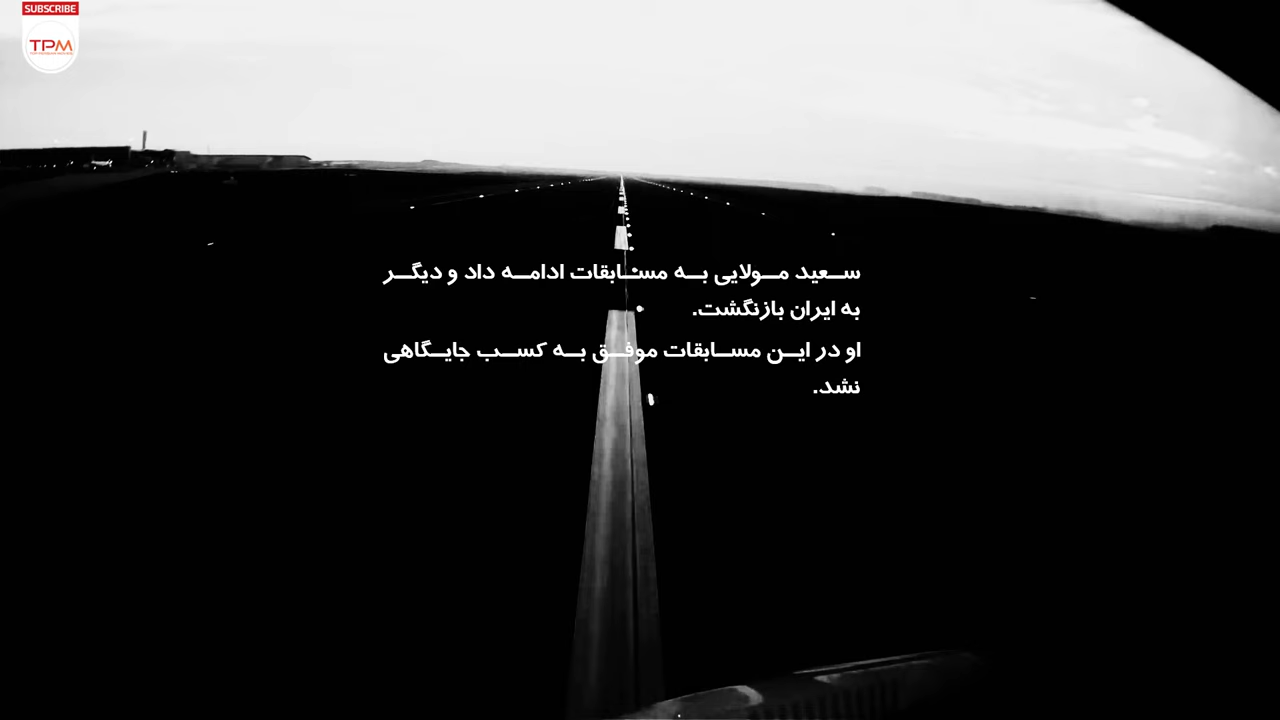 SUBSCRIBE
TPM
سعید مولایی به مسابقات ادامه داد و دیگر
به ایران بازنگشت.
او در این مسابقات موفق به کسب جایگاهی
نشد.